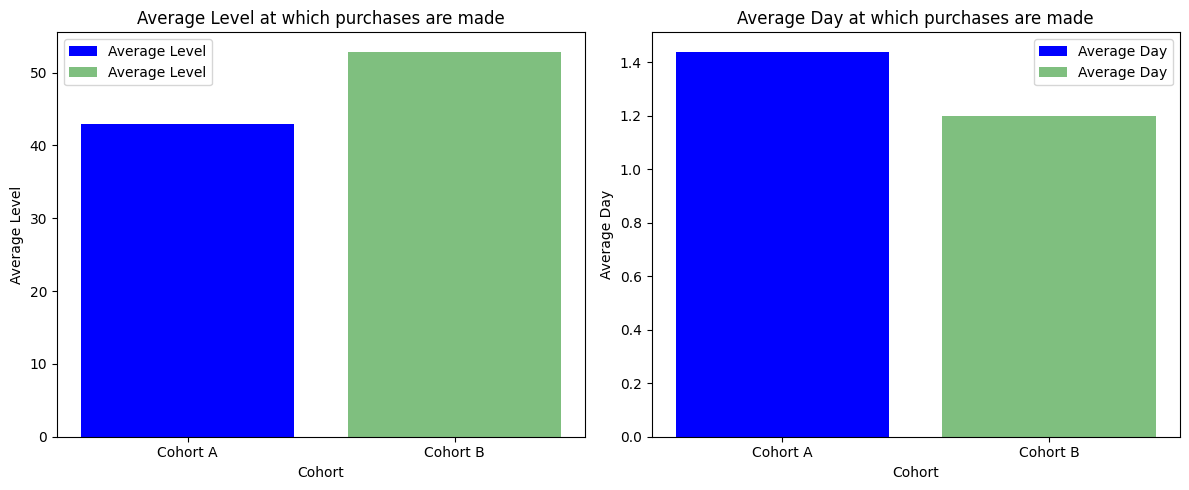 Average Level at which purchases are made
Average Level
Average Level
50
40
30
20
10
0
Average Level
Cohort A
Cohort B
Cohort
Average Day at which purchases are made
Average Day
Average Day
1.4
1.2
1.0
0.8
0.6
0.4
0.2
0.0
Average Day
Cohort A
Cohort B
Cohort